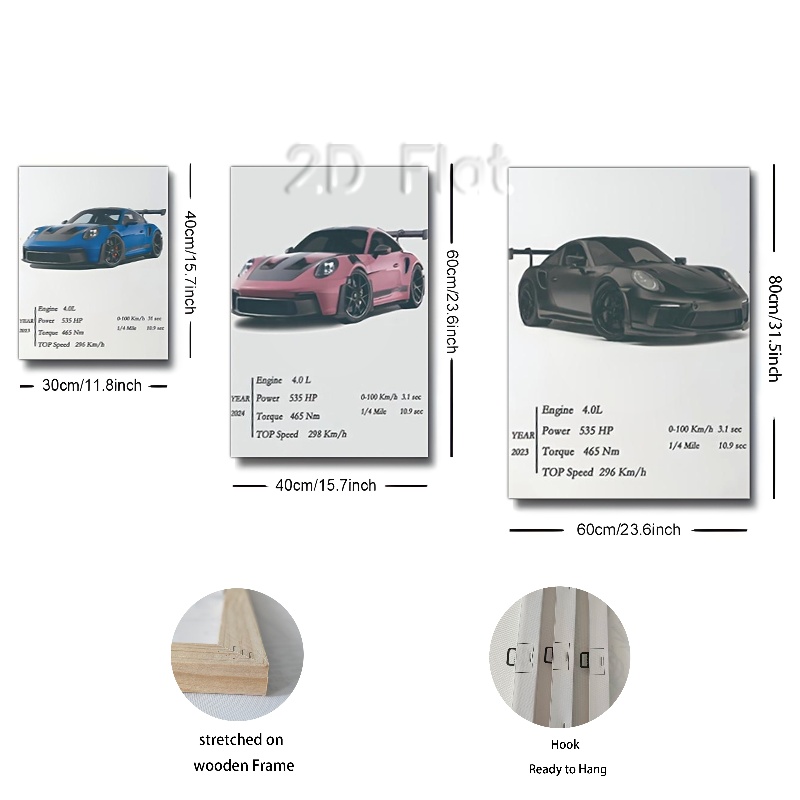 2D Flat
40cm/15.7inch
Engine 4.0L
YEAR 2023
Power 535 HP
Torque 465 Nm
TOP Speed 296 Km/h
0-100 Km/h 31 sec
1/4 Mile 10.9 sec
30cm/11.8inch
60cm/23.6inch
Engine 4.0 L
YEAR 2024
Power 535 HP
Torque 465 Nm
TOP Speed 298 Km/h
0-100 Km/h 3.1 sec
1/4 Mile 10.9 sec
40cm/15.7inch
80cm/31.5inch
Engine 4.0L
YEAR 2023
Power 535 HP
Torque 465 Nm
TOP Speed 296 Km/h
0-100 Km/h 3.1 sec
1/4 Mile 10.9 sec
60cm/23.6inch
stretched on
wooden Frame
Hook
Ready to Hang